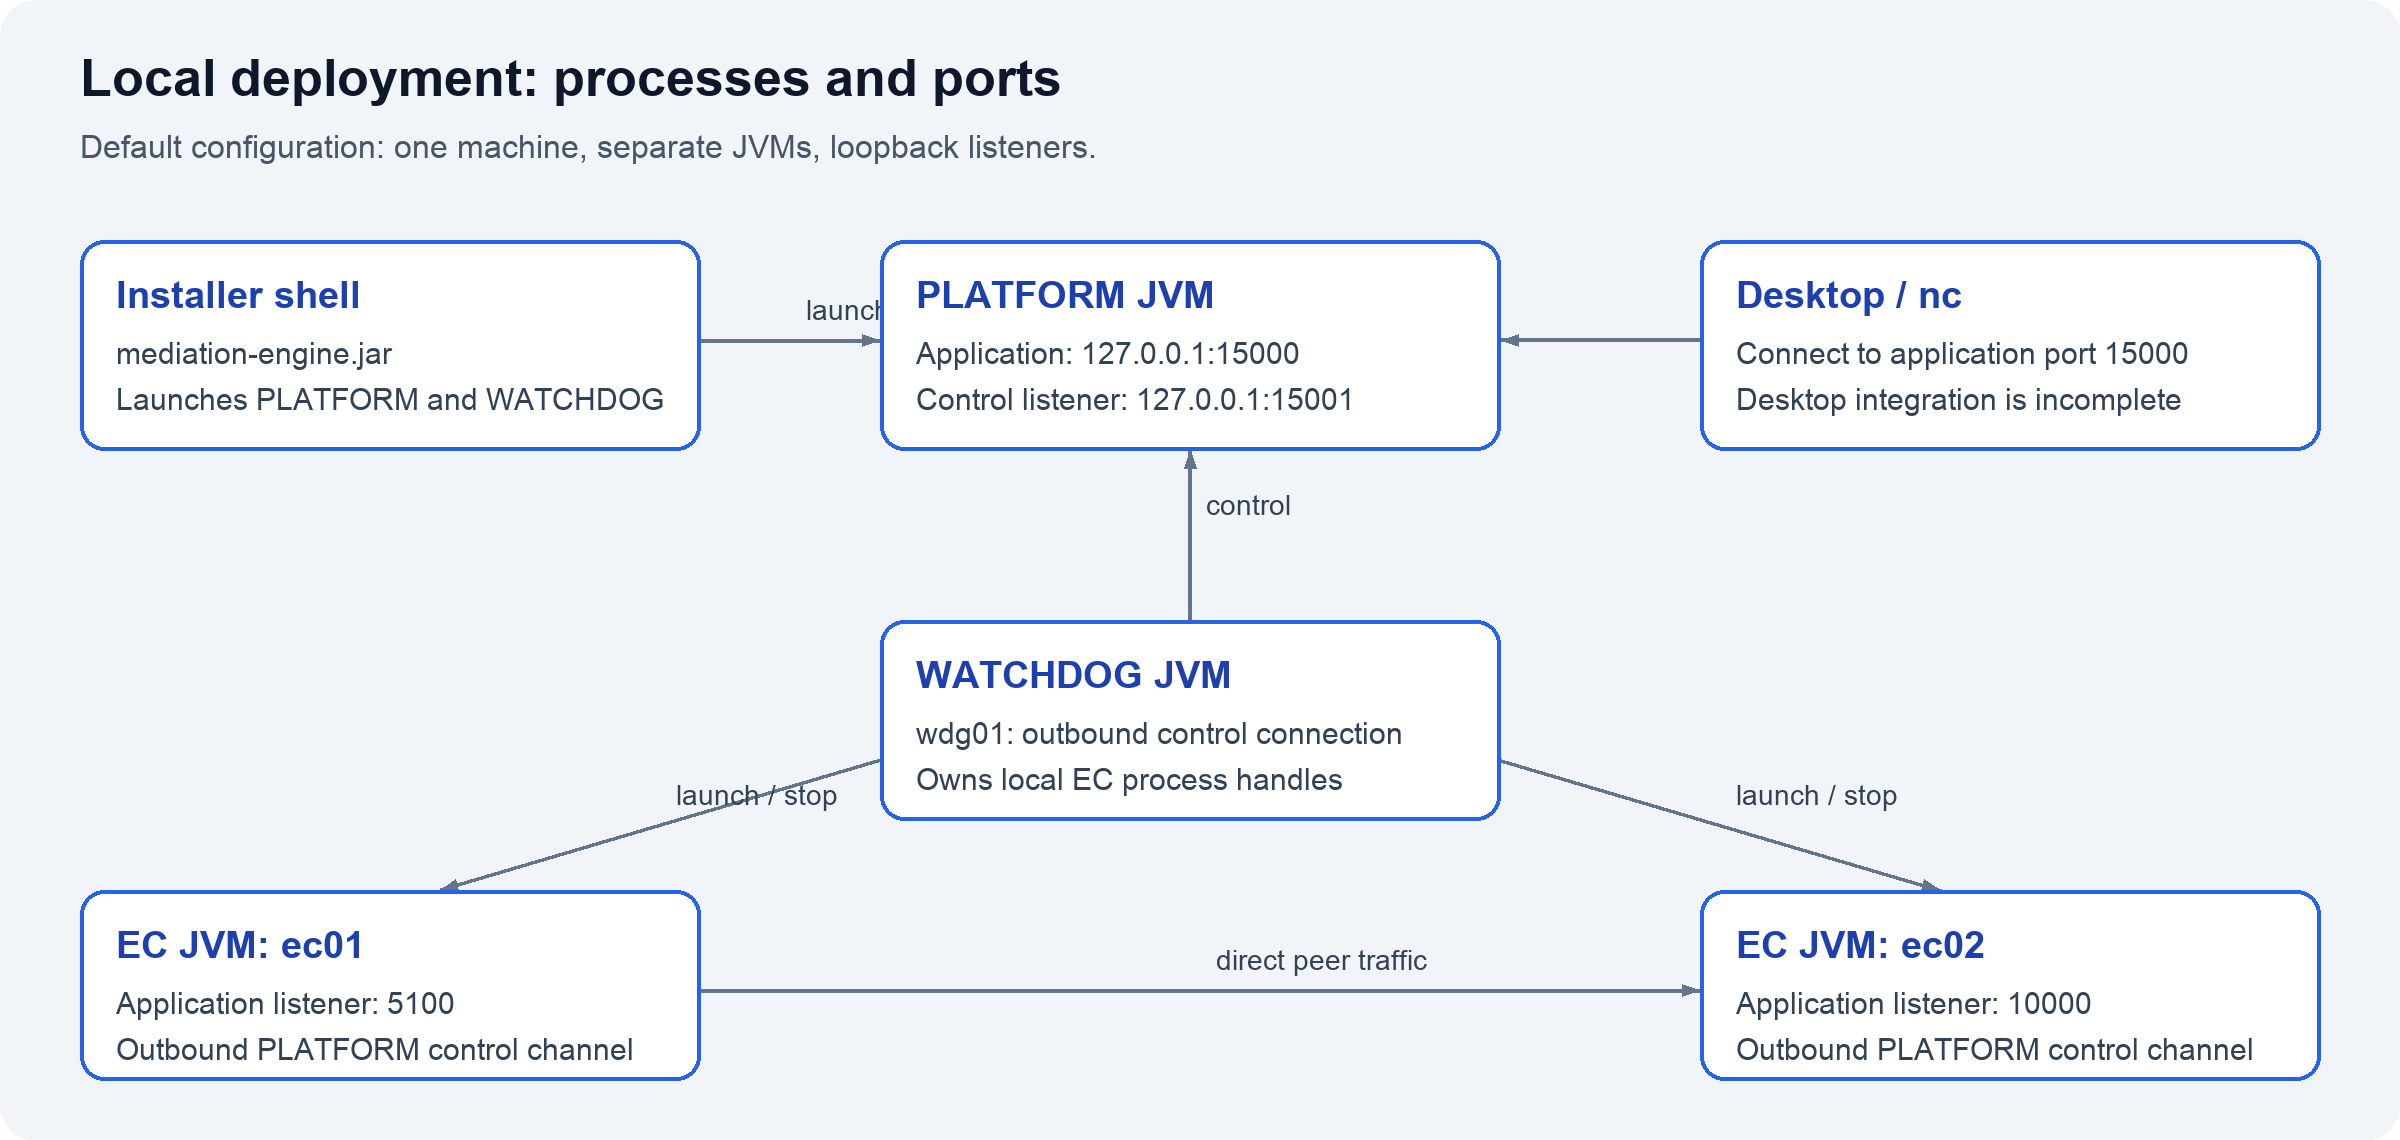 Local deployment: processes and ports
Default configuration: one machine, separate JVMs, loopback listeners.
Installer shell
mediation-engine.jar
Launches PLATFORM and WATCHDOG
launch
PLATFORM JVM
Application: 127.0.0.1:15000
Control listener: 127.0.0.1:15001
Desktop / nc
Connect to application port 15000
Desktop integration is incomplete
control
WATCHDOG JVM
wdg01: outbound control connection
Owns local EC process handles
launch / stop
launch / stop
EC JVM: ec01
Application listener: 5100
Outbound PLATFORM control channel
direct peer traffic
EC JVM: ec02
Application listener: 10000
Outbound PLATFORM control channel